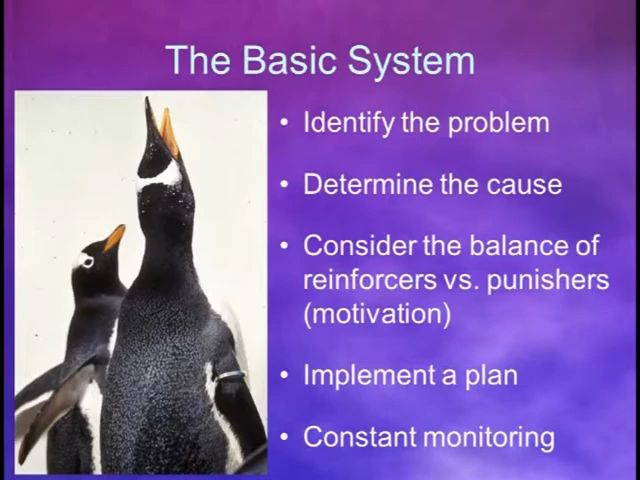 The Basic System
• Identify the problem
• Determine the cause
• Consider the balance of
reinforcers vs. punishers
(motivation)
• Implement a plan
• Constant monitoring